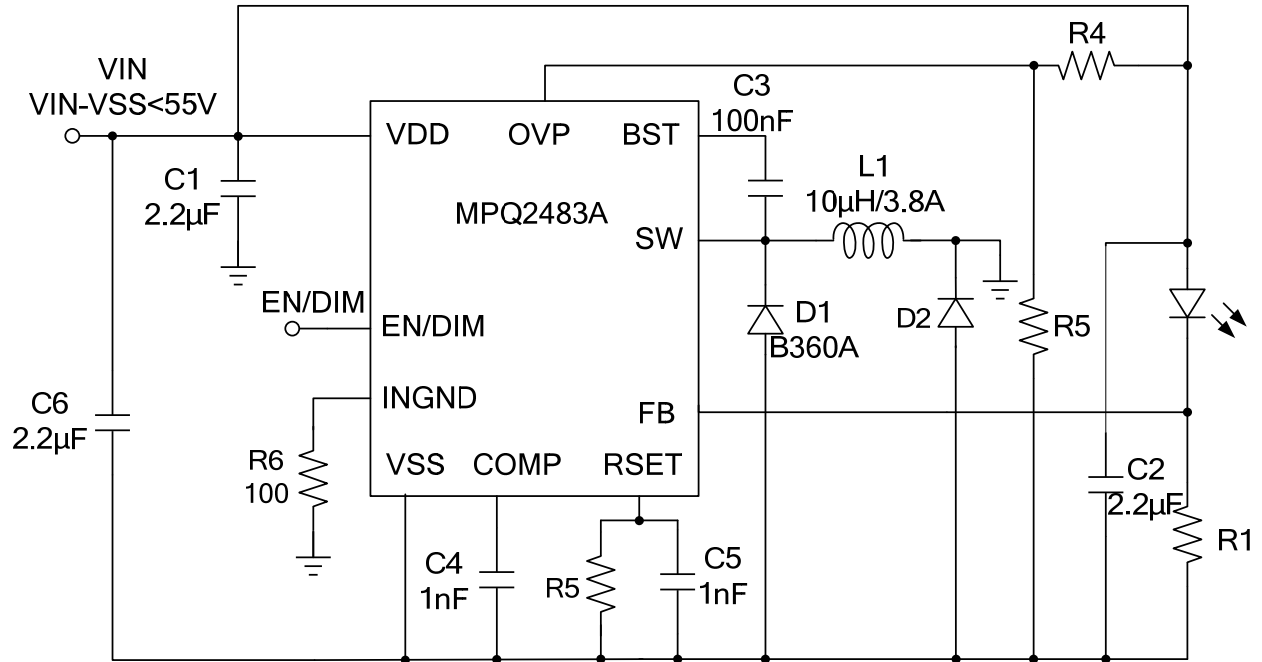 VIN
VIN-VSS<55V
R4
C3
100nF
VDD
OVP
BST
C1
2.2µF
L1
10µH/3.8A
MPQ2483A
SW
EN/DIM
EN/DIM
D1
B360A
D2
R5
INGND
FB
C6
2.2µF
R6
100
VSS
COMP
RSET
C2
2.2µF
R1
C4
1nF
R5
C5
1nF